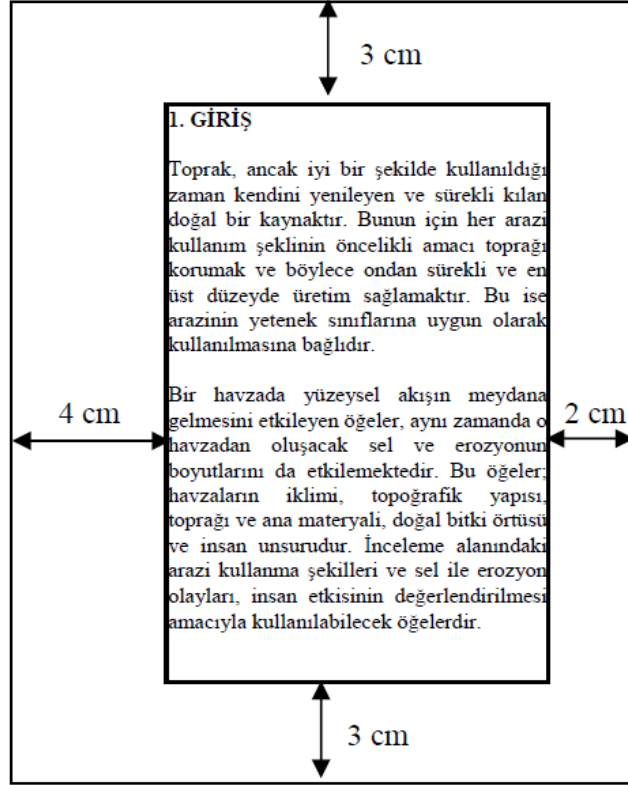 3 cm
1. GİRİŞ
Toprak, ancak iyi bir şekilde kullanıldığı
zaman kendini yenileyen ve sürekli kılan
doğal bir kaynaktır. Bunun için her arazi
kullanım şeklinin öncelikli amacı toprağı
korumak ve böylece ondan sürekli ve en
üst düzeyde üretim sağlamaktır. Bu ise
arazinin yetenek sınıflarına uygun olarak
kullanılmasına bağlıdır.
Bir havzada yüzeysel akışın meydana
gelmesini etkileyen öğeler, aynı zamanda o
havzadan oluşacak sel ve erozyonun
boyutlarını da etkilemektedir. Bu öğeler;
havzaların iklimi, topoğrafik yapısı,
toprağı ve ana materyali, doğal bitki örtüsü
ve insan unsurudur. İnceleme alanındaki
arazi kullanma şekilleri ve sel ile erozyon
olayları, insan etkisinin değerlendirilmesi
amacıyla kullanılabilecek öğelerdir.
4 cm
2 cm
3 cm